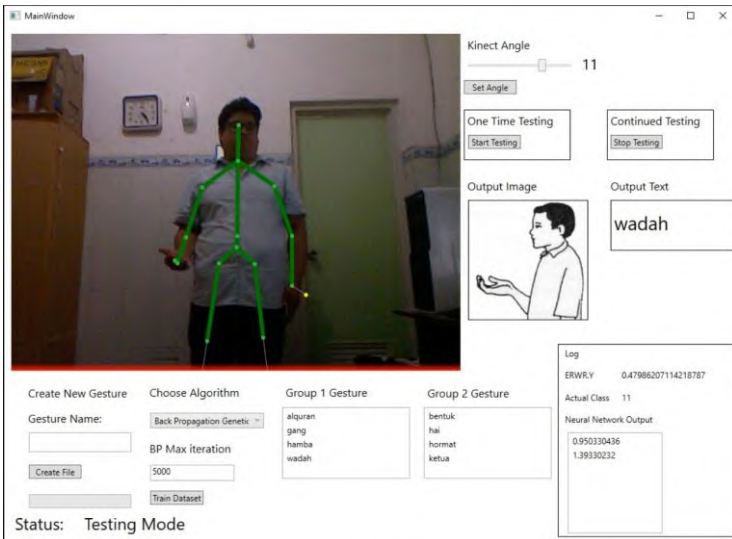 MainWindow
Kinect Angle
11
Set Angle
One Time Testing
Start Testing
Continued Testing
Stop Testing
Output Image
Output Text
wadah
Log
ERWR.Y 0.47986207114218787
Actual Class 11
Neural Network Output
0.950330436
1.39330232
Create New Gesture
Gesture Name:
Create File
Choose Algorithm
Back Propagation Genetic
BP Max iteration
5000
Train Dataset
Group 1 Gesture
alquran
gang
hamba
wadah
Group 2 Gesture
bentuk
hai
hormat
ketua
Status: Testing Mode